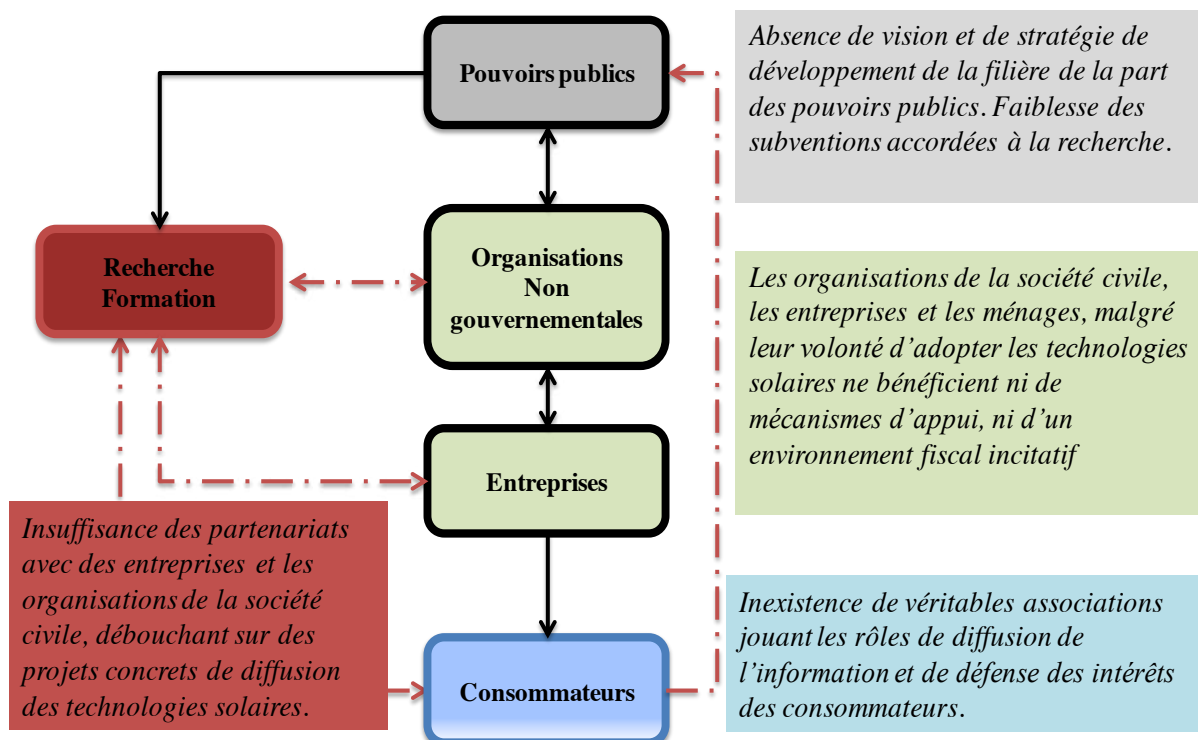 Pouvoirs publics
Absence de vision et de stratégie de
développement de la filière de la part
des pouvoirs publics. Faiblesse des
subventions accordées à la recherche.
Recherche
Formation
Organisations
Non
gouvernementales
Les organisations de la société civile,
les entreprises et les ménages, malgré
leur volonté d’adopter les technologies
solaires ne bénéficient ni de
mécanismes d’appui, ni d’un
environnement fiscal incitatif
Entreprises
Insuffisance des partenariats
avec des entreprises et les
organisations de la société
civile, débouchant sur des
projets concrets de diffusion
des technologies solaires.
Consommateurs
Inexistence de véritables associations
jouant les rôles de diffusion de
l’information et de défense des intérêts
des consommateurs.